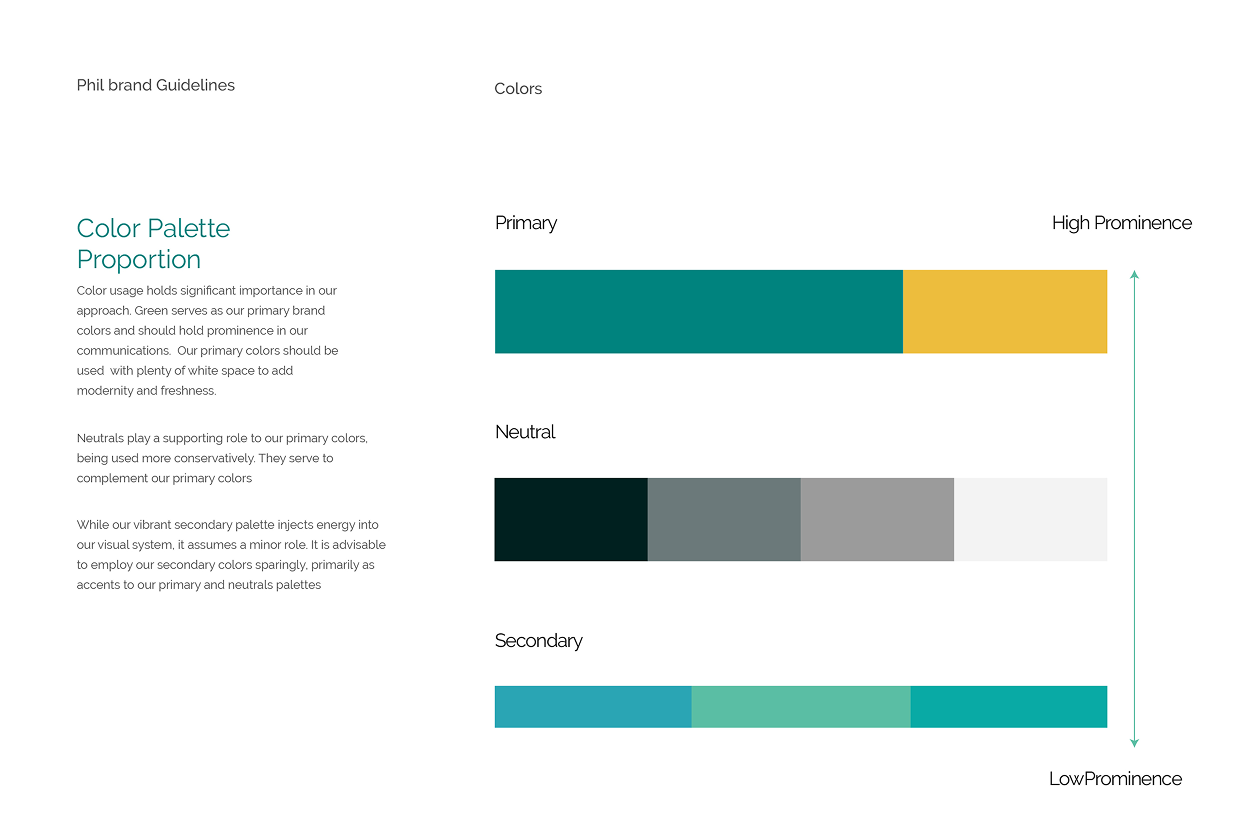 Phil brand Guidelines
Colors
Color Palette
Proportion
Color usage holds significant importance in our
approach. Green serves as our primary brand
colors and should hold prominence in our
communications.  Our primary colors should be
used  with plenty of white space to add
modernity and freshness.
Neutrals play a supporting role to our primary colors,
being used more conservatively. They serve to
complement our primary colors
While our vibrant secondary palette injects energy into
our visual system, it assumes a minor role. It is advisable
to employ our secondary colors sparingly, primarily as
accents to our primary and neutrals palettes
Primary
High Prominence
Neutral
Secondary
LowProminence